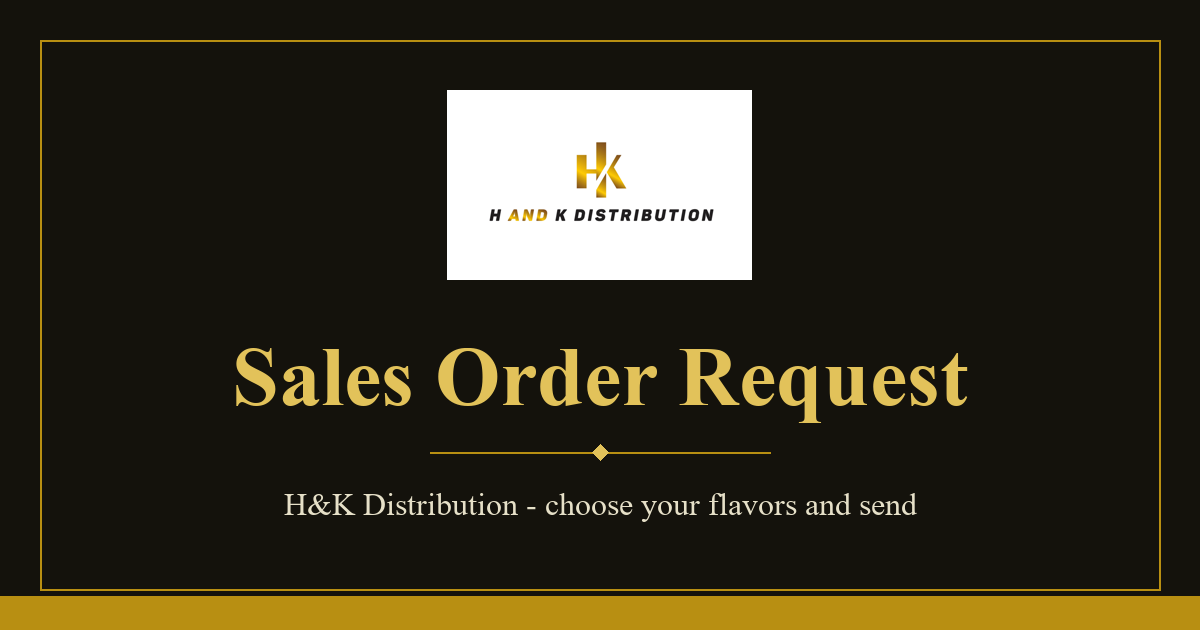 HK
H AND K DISTRIBUTION
Sales Order Request
H&K Distribution - choose your flavors and send